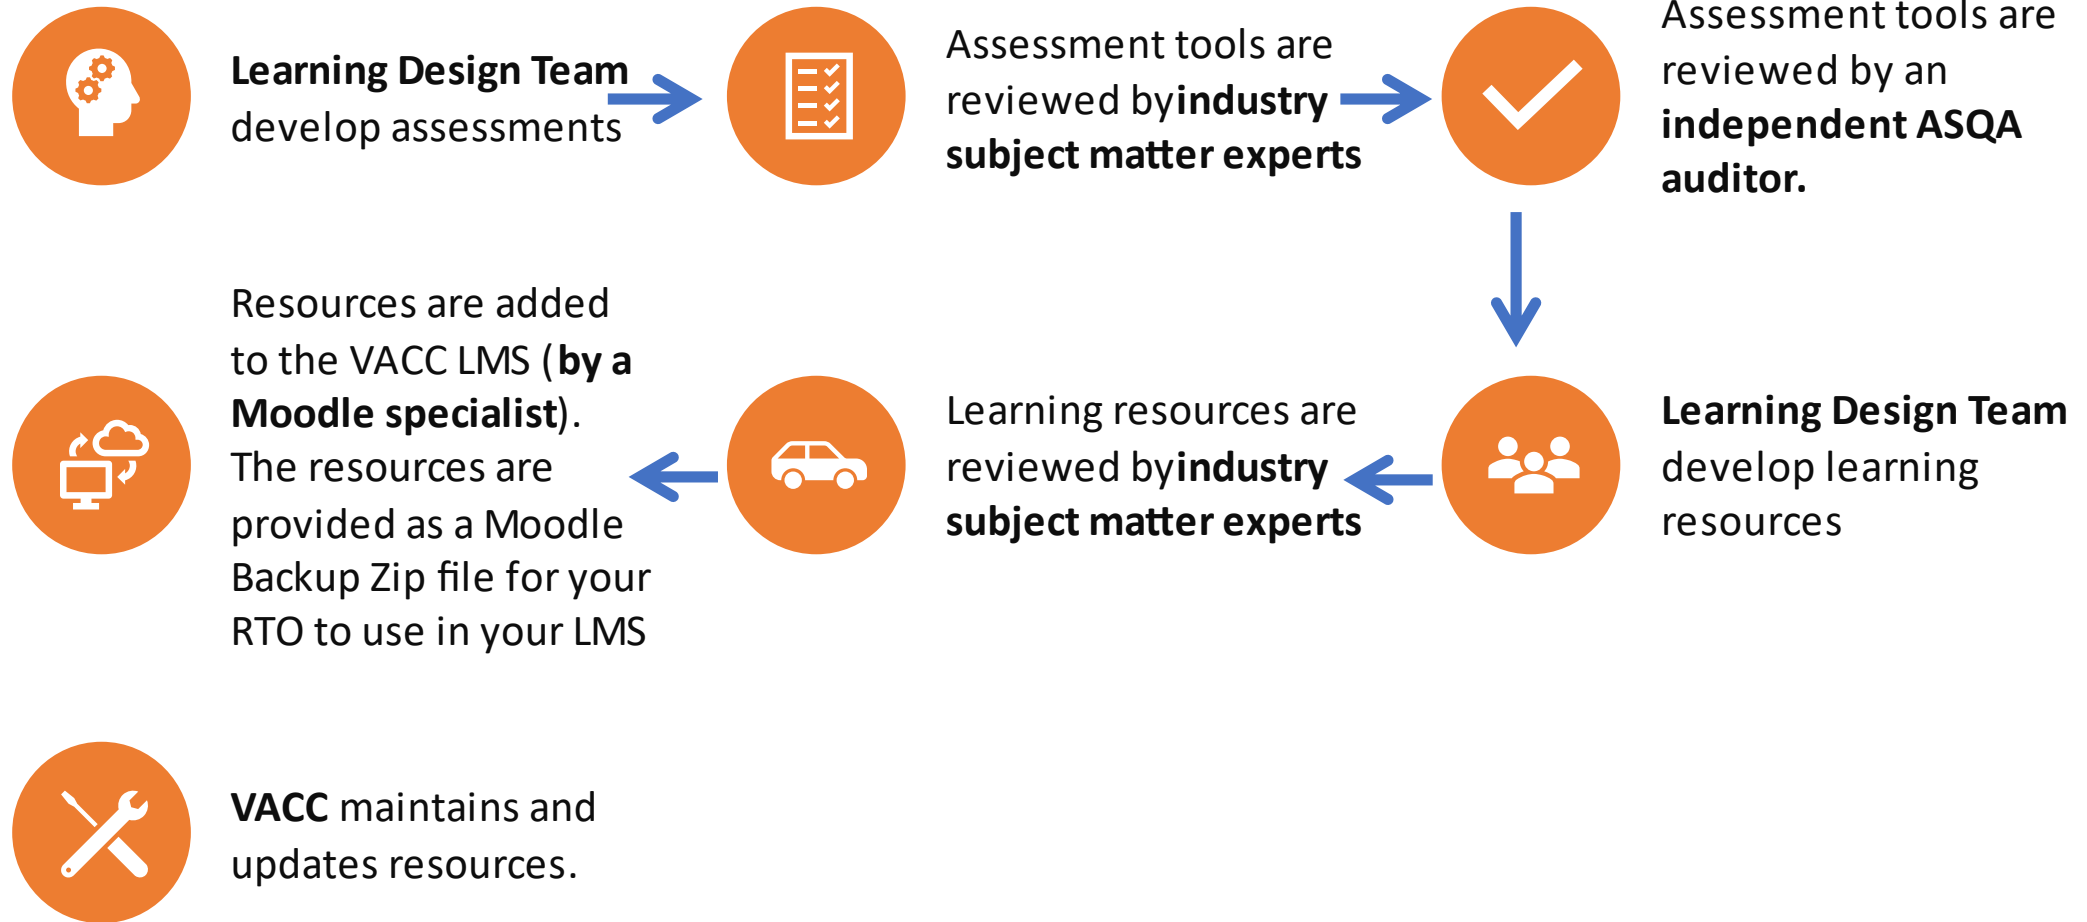 Learning Design Team
develop assessments
Assessment tools are
reviewed byindustry
subject matter experts
Assessment tools are
reviewed by an
independent ASQA
auditor.
Resources are added
to the VACC LMS (by a
Moodle specialist).
The resources are
provided as a Moodle
Backup Zip file for your
RTO to use in your LMS
Learning resources are
reviewed byindustry
subject matter experts
Learning Design Team
develop learning
resources
VACC maintains and
updates resources.